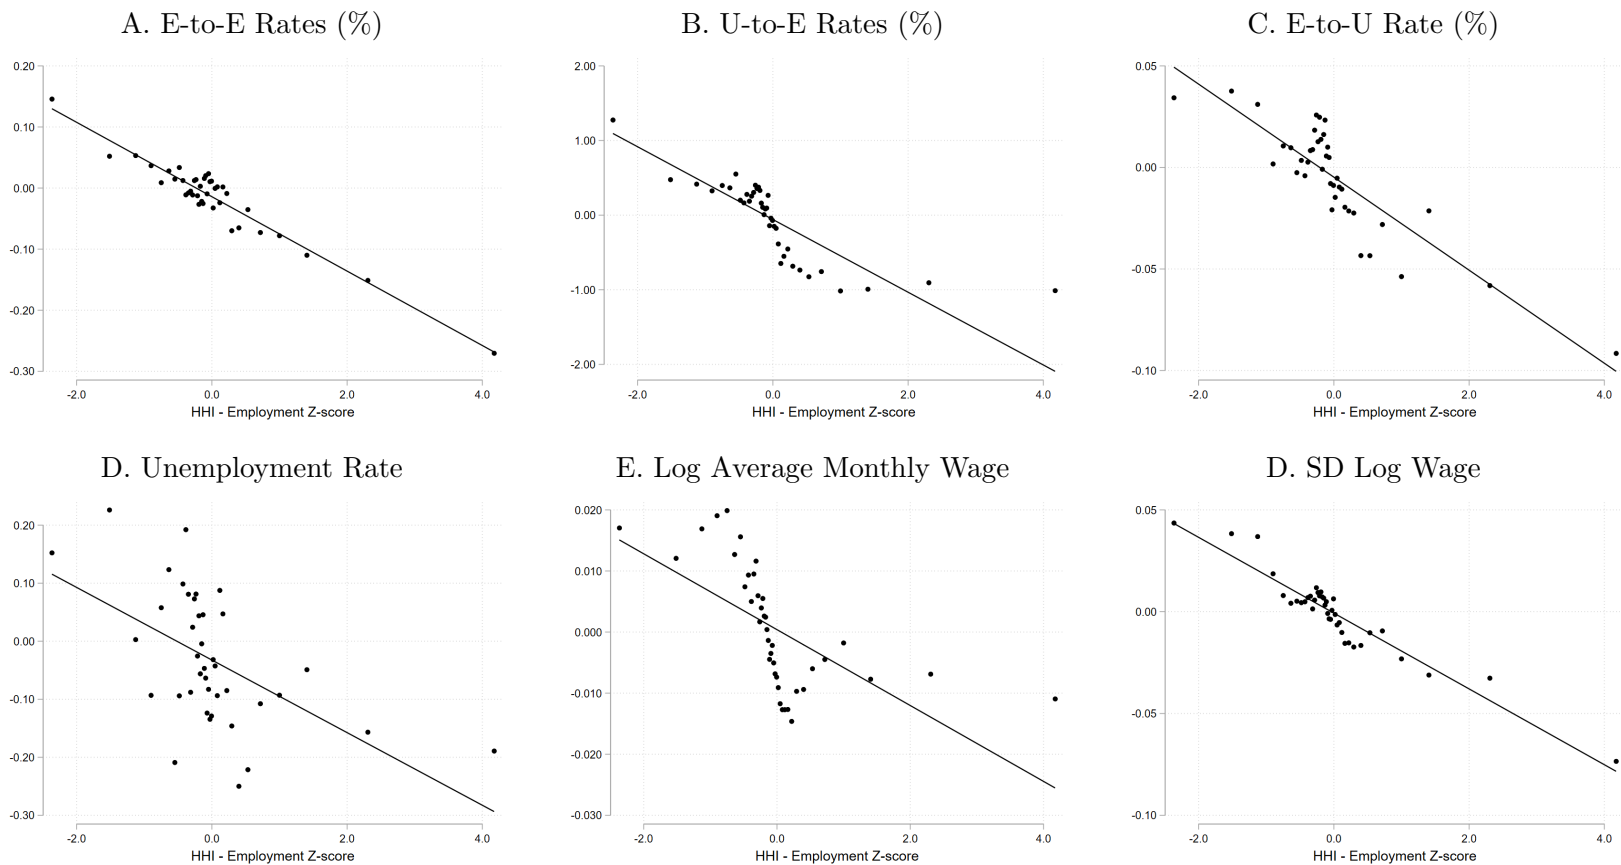 A. E-to-E Rates (%)
0.20
0.10
0.00
-0.10
-0.20
-0.30
-2.0 0.0 2.0 4.0
HHI - Employment Z-score
B. U-to-E Rates (%)
2.00
1.00
0.00
-1.00
-2.00
-2.0 0.0 2.0 4.0
HHI - Employment Z-score
C. E-to-U Rate (%)
0.05
0.00
-0.05
-0.10
-2.0 0.0 2.0 4.0
HHI - Employment Z-score
D. Unemployment Rate
0.20
0.10
0.00
-0.10
-0.20
-0.30
-2.0 0.0 2.0 4.0
HHI - Employment Z-score
E. Log Average Monthly Wage
0.020
0.010
0.000
-0.010
-0.020
-0.030
-2.0 0.0 2.0 4.0
HHI - Employment Z-score
D. SD Log Wage
0.05
0.00
-0.05
-0.10
-2.0 0.0 2.0 4.0
HHI - Employment Z-score